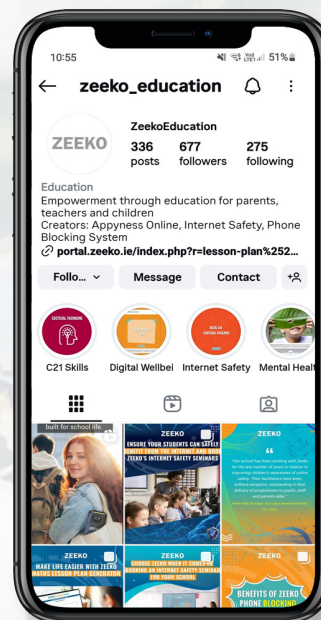 10:55
51%
zeeko_education
ZEEKO
ZeekoEducation
336 677 275
posts followers following
Education
Empowerment through education for parents,
teachers and children
Creators: Appyness Online, Internet Safety, Phone
Blocking System
portal.zeeko.ie/index.php?r=lesson-plan%252...
Follo...
Message
Contact
CRITICAL THINKING
C21 Skills
Digital Wellbei
Internet Safety
Mental Heal
built for school life.
ZEEKO
ENSURE YOUR STUDENTS CAN SAFELY
BENEFIT FROM THE INTERNET AND BOOK
ZEEKO'S INTERNET SAFETY SEMINARS
ZEEKO
ZEEKO
MAKE LIFE EASIER WITH ZEEKO
MATHS LESSON PLAN GENERATOR
ZEEKO
CHOOSE ZEEKO WHEN IT COMES TO
BOOKING AN INTERNET SAFETY SEMINAR
FOR YOUR SCHOOL
ZEEKO
BENEFITS OF ZEEKO
PHONE BLOCKING